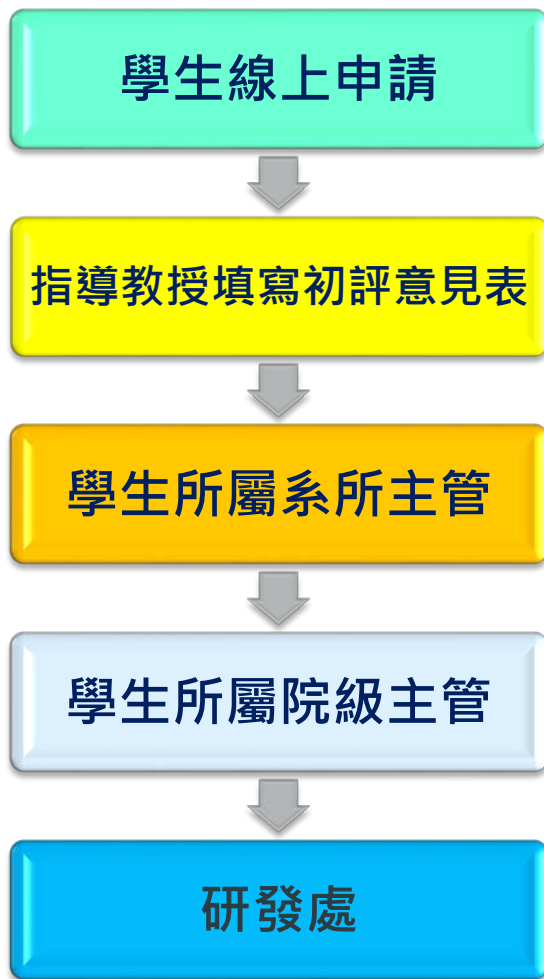 學生線上申請
指導教授填寫初評意見表
學生所屬系所主管
學生所屬院級主管
研發處